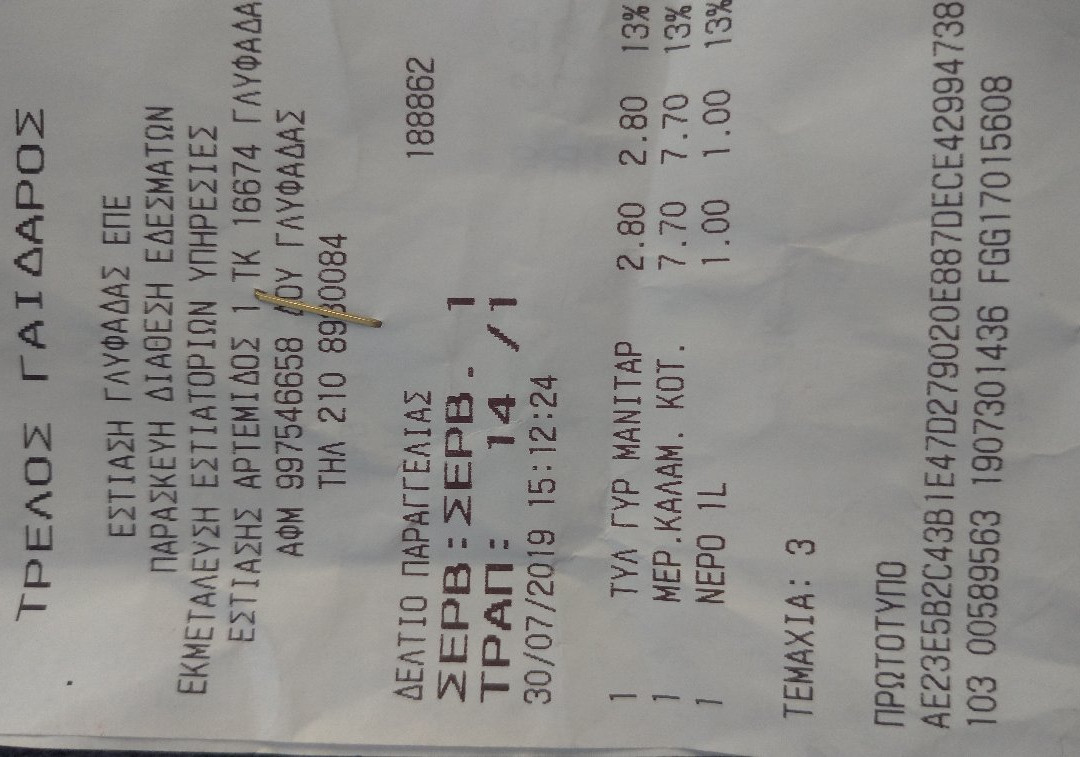 ΤΡΕΛΟΣ ΓΑΙΔΑΡΟΣ
ΕΣΤΙΑΣΗ ΓΛΥΦΑΔΑΣ ΕΠΕ
ΠΑΡΑΣΚΕΥΗ ΔΙΑΘΕΣΗ ΕΔΕΣΜΑΤΩΝ
ΕΚΜΕΤΑΛΕΥΣΗ ΕΣΤΙΑΤΟΡΙΩΝ ΥΠΗΡΕΣΙΕΣ
ΕΣΤΙΑΣΗΣ ΑΡΤΕΜΙΔΟΣ 1 ΤΚ 16674 ΓΛΥΦΑΔΑ
ΑΦΜ 997546658 ΔΟΥ ΓΛΥΦΑΔΑΣ
ΤΗΛ 210 8980084
ΔΕΛΤΙΟ ΠΑΡΑΓΓΕΛΙΑΣ 188862
ΣΕΡΒ:ΣΕΡΒ. 1
ΤΡΑΠ: 14 /1
30/07/2019 15:12:24
1 ΤΥΛ ΓΥΡ ΜΑΝΙΤΑΡ 2.80 2.80 13%
1 ΜΕΡ.ΚΑΛΑΜ. ΚΟΤ. 7.70 7.70 13%
1 ΝΕΡΟ 1L 1.00 1.00 13%
ΤΕΜΑΧΙΑ: 3
ΠΡΩΤΟΤΥΠΟ
AE23E5B2C43B1E47D27902OE887DECE42994738
103 00589563 1907301436 FGG17015608